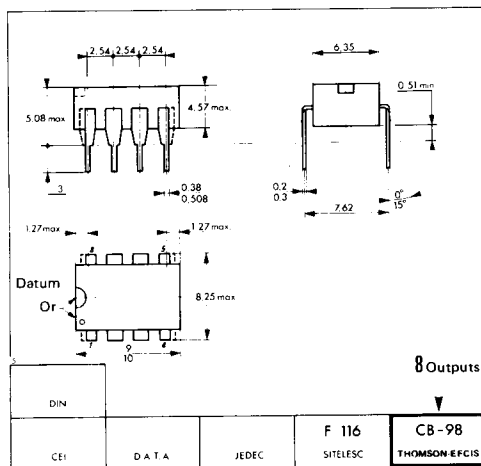 2.54 2.54 2.54
6.35
5.08 max
4.57 max
0.51 min
3
0.38
0.508
0.2
0.3
7.62
0°
15°
1.27 max
1.27 max
8 5
Datum
Or
8.25 max
1 4
9
10
8 Outputs
DIN
CEI
D A T A
JEDEC
F 116
SITELESC
CB-98
THOMSON-EFCIS